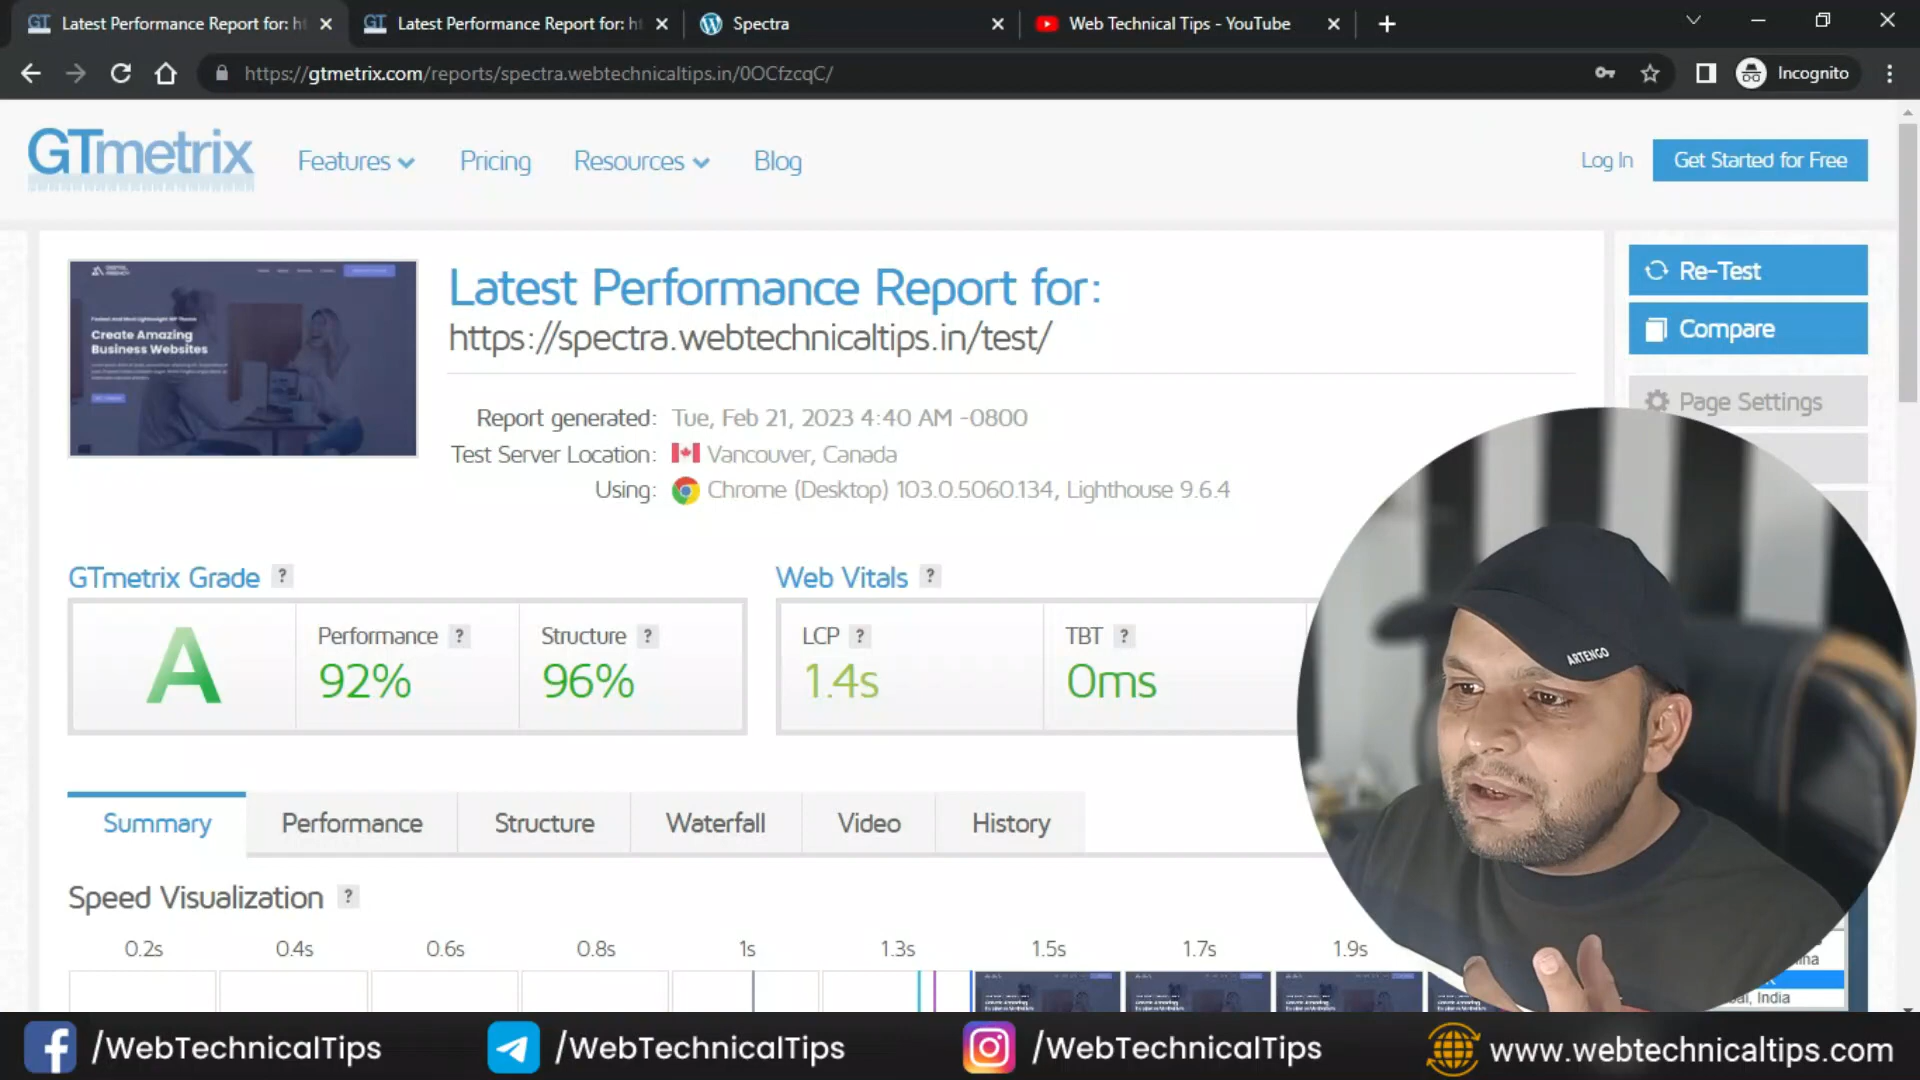 GT Latest Performance Report for: ht
GT Latest Performance Report for: ht
Spectra
Web Technical Tips - YouTube
https://gtmetrix.com/reports/spectra.webtechnicaltips.in/0OCfzcqC/
Incognito
GTmetrix
Features
Pricing
Resources
Blog
Log In
Get Started for Free
Create Amazing
Business Websites
Latest Performance Report for:
https://spectra.webtechnicaltips.in/test/
Report generated: Tue, Feb 21, 2023 4:40 AM -0800
Test Server Location: Vancouver, Canada
Using: Chrome (Desktop) 103.0.5060.134, Lighthouse 9.6.4
Re-Test
Compare
Page Settings
GTmetrix Grade ?
A
Performance ?
92%
Structure ?
96%
Web Vitals ?
LCP ?
1.4s
TBT ?
0ms
ARTENGO
Summary
Performance
Structure
Waterfall
Video
History
Speed Visualization ?
0.2s 0.4s 0.6s 0.8s 1s 1.3s 1.5s 1.7s 1.9s
India
/WebTechnicalTips
/WebTechnicalTips
/WebTechnicalTips
www.webtechnicaltips.com